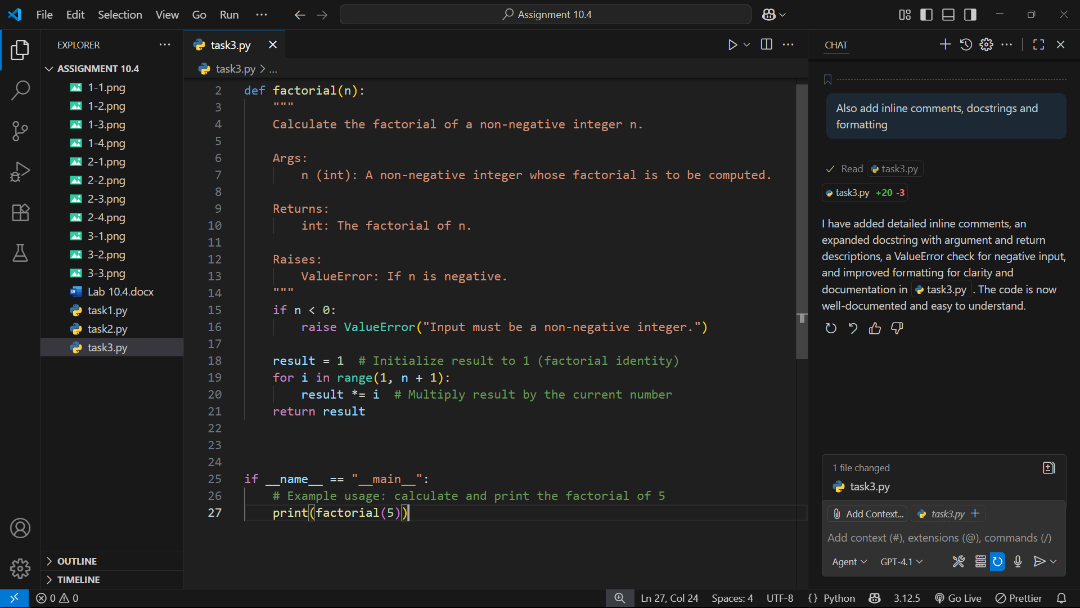 File Edit Selection View Go Run ··· Assignment 10.4
EXPLORER ···
ASSIGNMENT 10.4
1-1.png
1-2.png
1-3.png
1-4.png
2-1.png
2-2.png
2-3.png
2-4.png
3-1.png
3-2.png
3-3.png
Lab 10.4.docx
task1.py
task2.py
task3.py
OUTLINE
TIMELINE
task3.py
task3.py > ...
2 def factorial(n):
3 """
4 Calculate the factorial of a non-negative integer n.
5
6 Args:
7 n (int): A non-negative integer whose factorial is to be computed.
8
9 Returns:
10 int: The factorial of n.
11
12 Raises:
13 ValueError: If n is negative.
14 """
15 if n < 0:
16 raise ValueError("Input must be a non-negative integer.")
17
18 result = 1  # Initialize result to 1 (factorial identity)
19 for i in range(1, n + 1):
20 result *= i  # Multiply result by the current number
21 return result
22
23
24
25 if __name__ == "__main__":
26 # Example usage: calculate and print the factorial of 5
27 print(factorial(5))
CHAT
Also add inline comments, docstrings and
formatting
Read task3.py
task3.py +20 -3
I have added detailed inline comments, an
expanded docstring with argument and return
descriptions, a ValueError check for negative input,
and improved formatting for clarity and
documentation in task3.py . The code is now
well-documented and easy to understand.
1 file changed
task3.py
Add Context... task3.py +
Add context (#), extensions (@), commands (/)
Agent GPT-4.1
0 0 Ln 27, Col 24 Spaces: 4 UTF-8 {} Python 3.12.5 Go Live Prettier